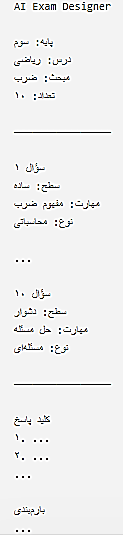 AI Exam Designer
پایه: سوم
درس: ریاضی
مبحث: ضرب
تعداد: ۱۰
سؤال ۱
سطح: ساده
مهارت: مفهوم ضرب
نوع: محاسباتی
...
سؤال ۱۰
سطح: دشوار
مهارت: حل مسئله
نوع: مسئله‌ای
کلید پاسخ
۱. ...
۲. ...
...
بارم‌بندی
...